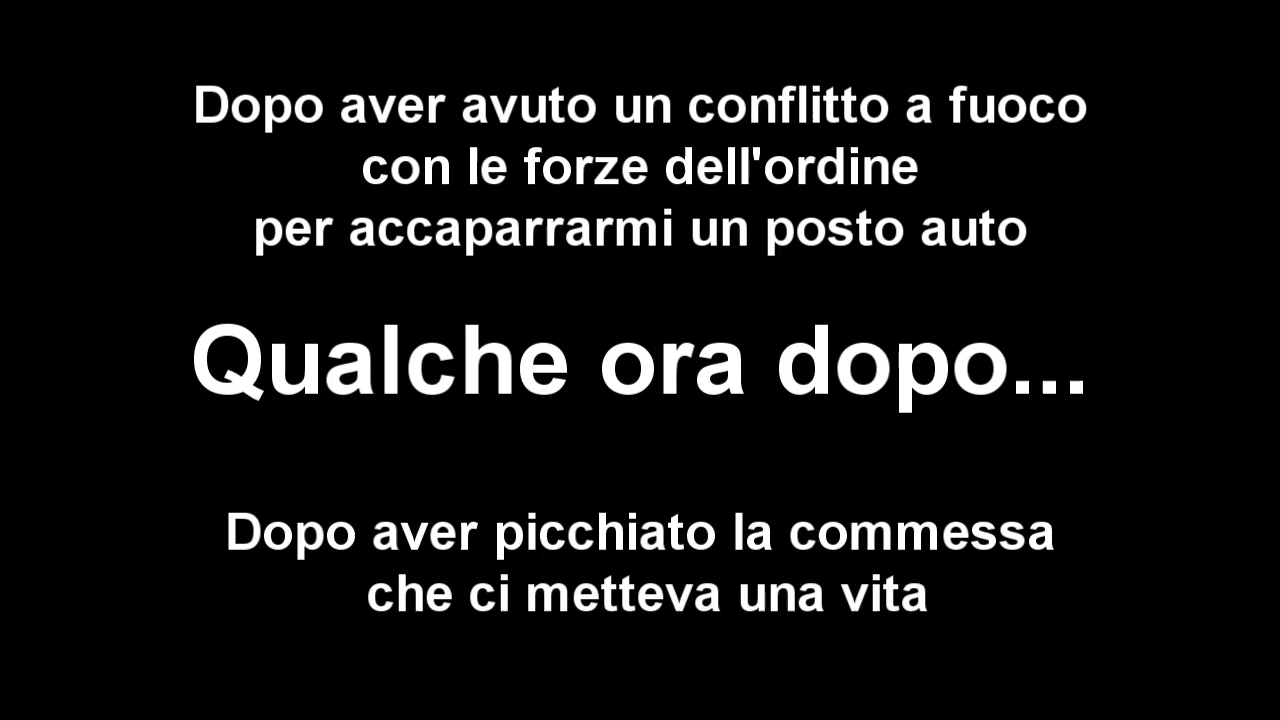 Dopo aver avuto un conflitto a fuoco
con le forze dell'ordine
per accaparrarmi un posto auto
Qualche ora dopo...
Dopo aver picchiato la commessa
che ci metteva una vita